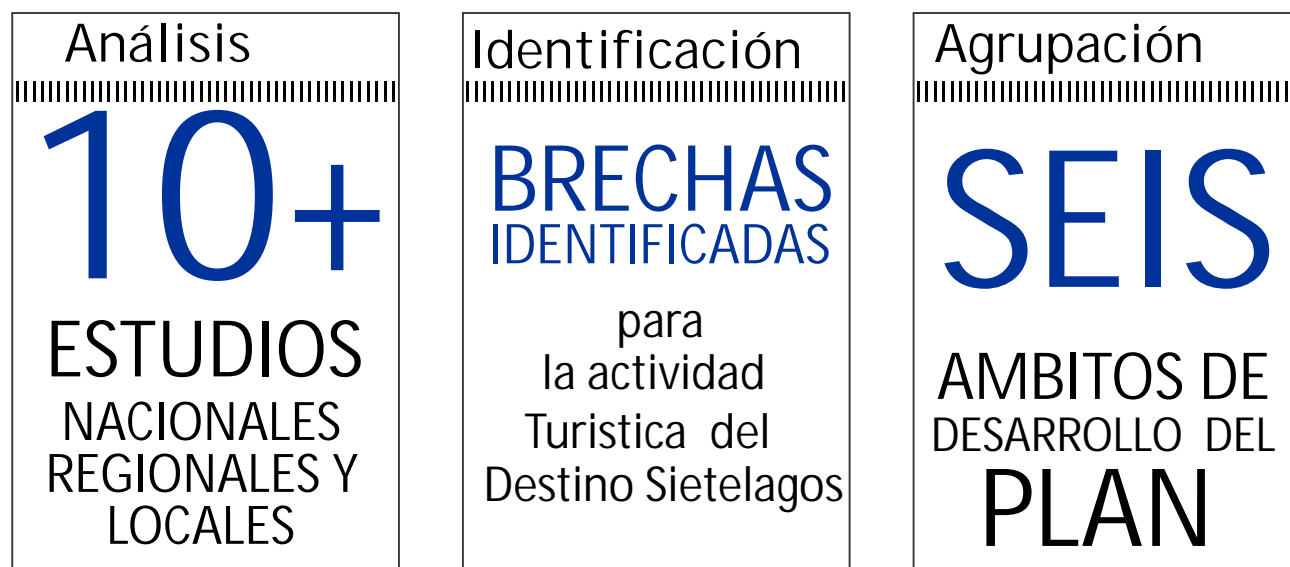 Análisis
10+
ESTUDIOS
NACIONALES
REGIONALES Y
LOCALES
Identificación
BRECHAS
IDENTIFICADAS
para
la actividad
Turistica del
Destino Sietelagos
Agrupación
SEIS
AMBITOS DE
DESARROLLO DEL
PLAN